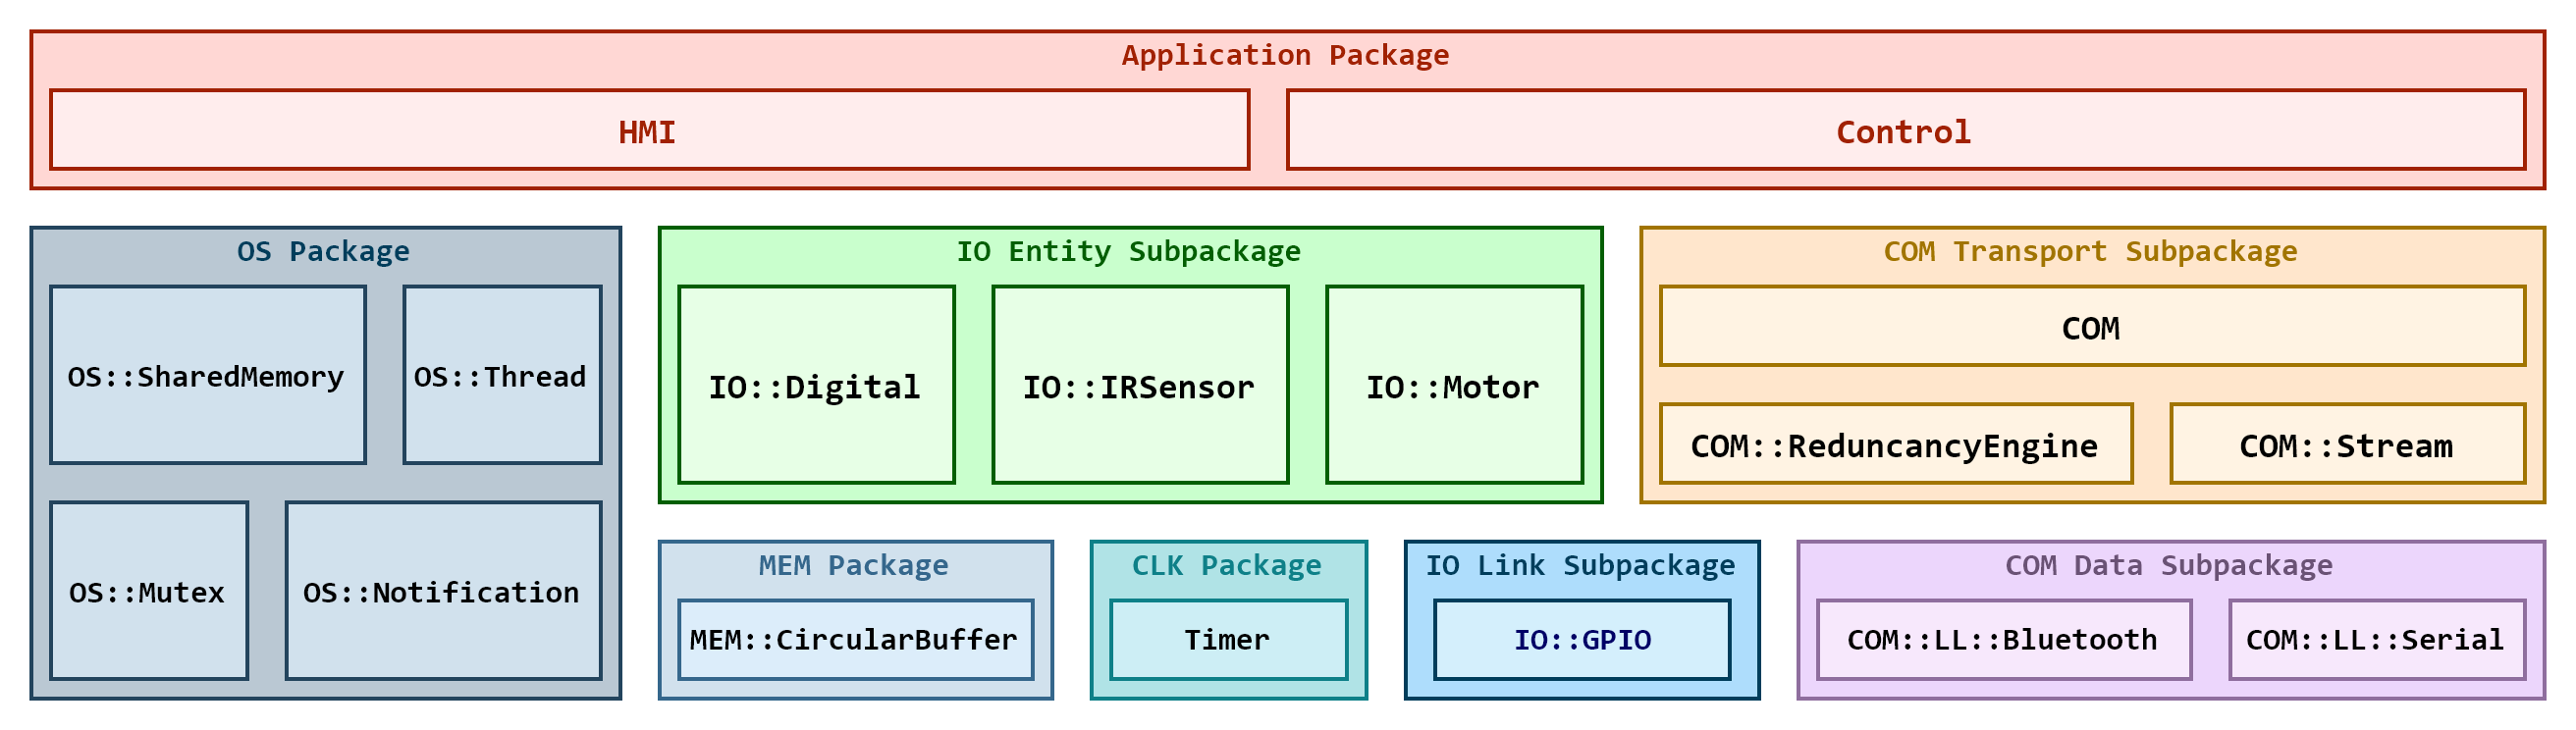 Application Package
HMI
Control
OS Package
OS::SharedMemory
OS::Thread
OS::Mutex
OS::Notification
IO Entity Subpackage
IO::Digital
IO::IRSensor
IO::Motor
COM Transport Subpackage
COM
COM::ReduncancyEngine
COM::Stream
MEM Package
MEM::CircularBuffer
CLK Package
Timer
IO Link Subpackage
IO::GPIO
COM Data Subpackage
COM::LL::Bluetooth
COM::LL::Serial